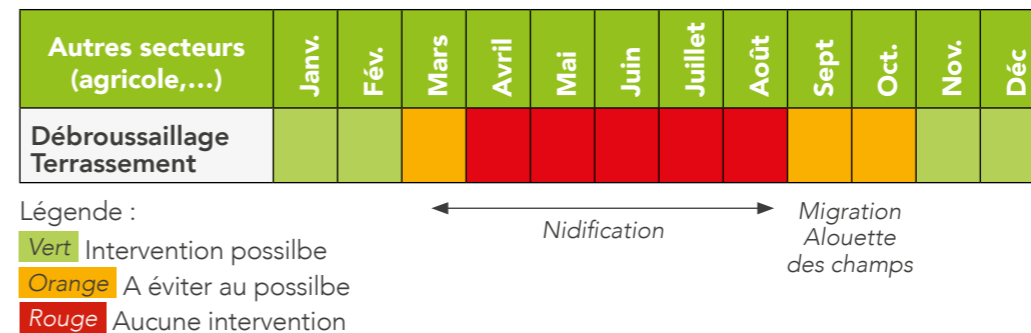 Autres secteurs
(agricole,...)
Janv.
Fév.
Mars
Avril
Mai
Juin
Juillet
Août
Sept
Oct.
Nov.
Déc
Débroussaillage
Terrassement
Légende :
Nidification
Migration
Alouette
des champs
Vert Intervention possilbe
Orange A éviter au possilbe
Rouge Aucune intervention